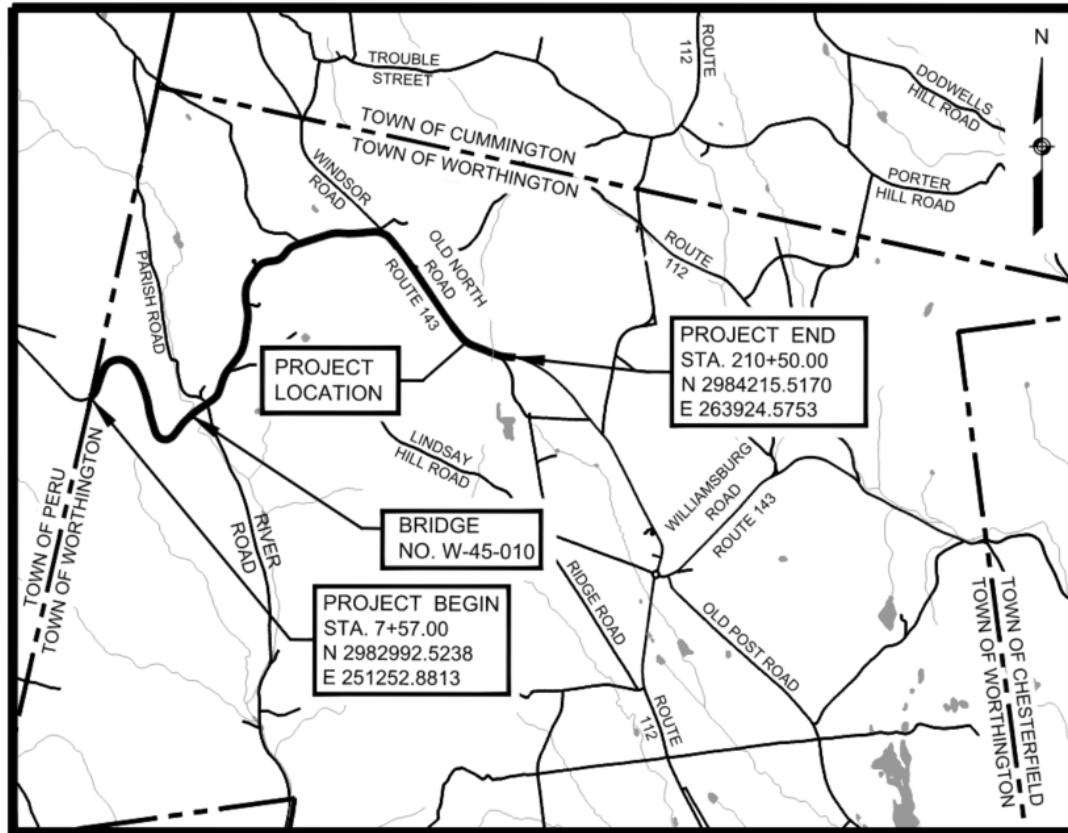 TROUBLE
STREET
ROUTE
112
DODWELLS
HILL ROAD
N
TOWN OF CUMMINGTON
TOWN OF WORTHINGTON
WINDSOR
ROAD
PORTER
HILL ROAD
OLD NORTH
ROAD
ROUTE 143
ROUTE
112
PARISH ROAD
PROJECT
LOCATION
PROJECT END
STA. 210+50.00
N 2984215.5170
E 263924.5753
LINDSAY
HILL ROAD
WILLIAMSBURG
ROAD
ROUTE 143
TOWN OF PERU
TOWN OF WORTHINGTON
RIVER
ROAD
BRIDGE
NO. W-45-010
PROJECT BEGIN
STA. 7+57.00
N 2982992.5238
E 251252.8813
RIDGE ROAD
OLD POST ROAD
ROUTE
112
TOWN OF CHESTERFIELD
TOWN OF WORTHINGTON